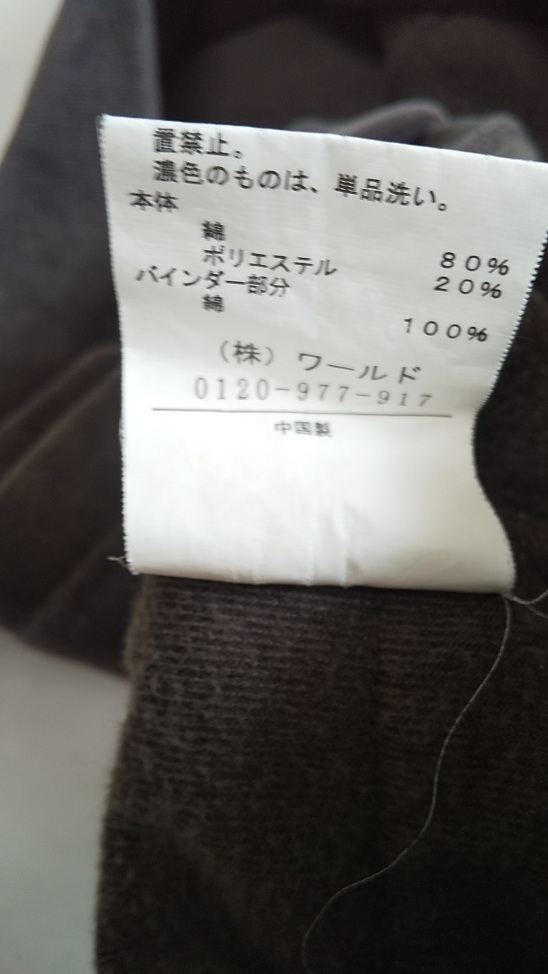 置禁止。
濃色のものは、単品洗い。
本体
綿 80%
ポリエステル 20%
バインダー部分
綿 100%
(株) ワールド
0120-977-917
中国製